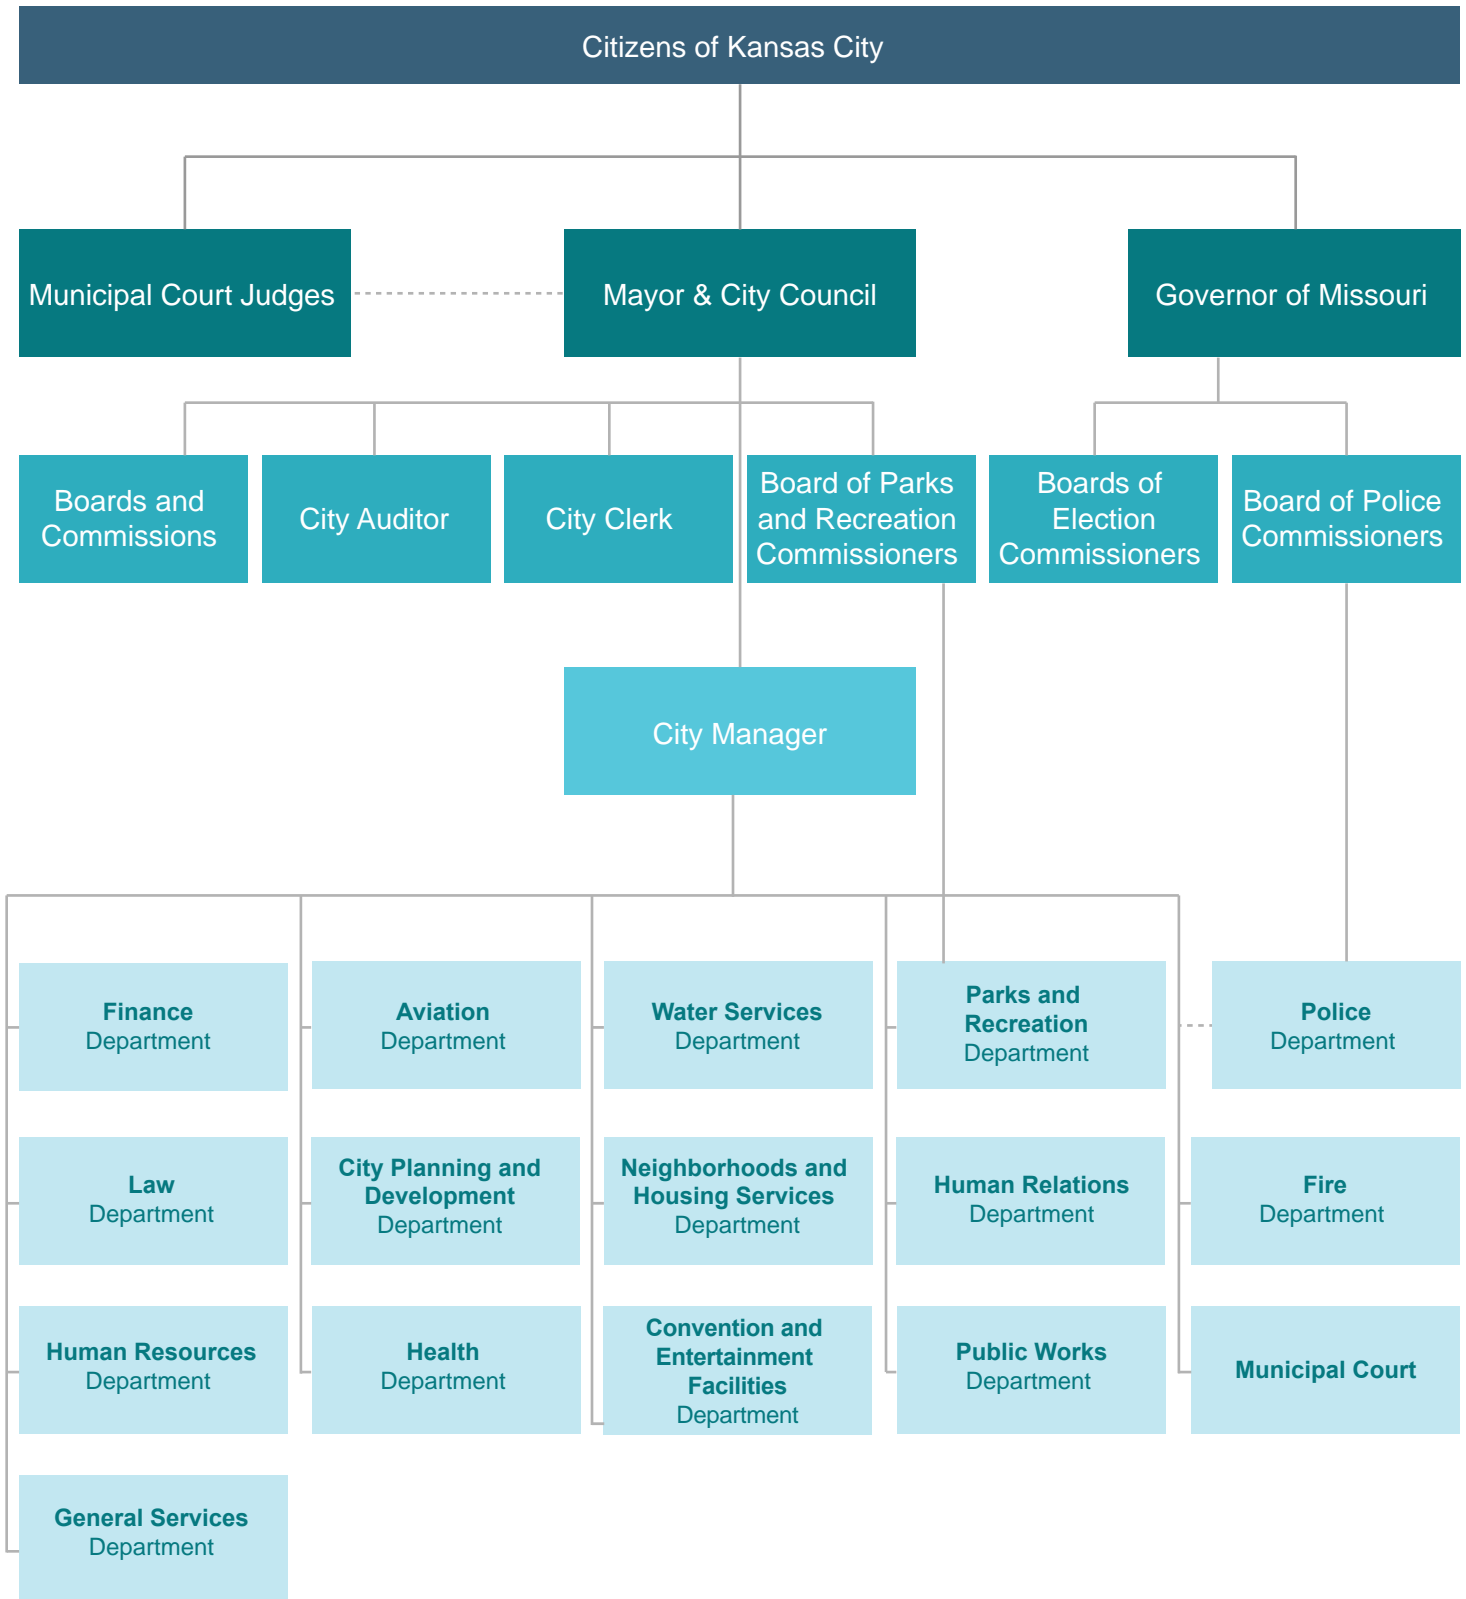 Citizens of Kansas City
Municipal Court Judges
Mayor & City Council
Governor of Missouri
Boards and
Commissions
City Auditor
City Clerk
Board of Parks
and Recreation
Commissioners
Boards of
Election
Commissioners
Board of Police
Commissioners
City Manager
Finance
Department
Aviation
Department
Water Services
Department
Parks and
Recreation
Department
Police
Department
Law
Department
City Planning and
Development
Department
Neighborhoods and
Housing Services
Department
Human Relations
Department
Fire
Department
Human Resources
Department
Health
Department
Convention and
Entertainment
Facilities
Department
Public Works
Department
Municipal Court
General Services
Department